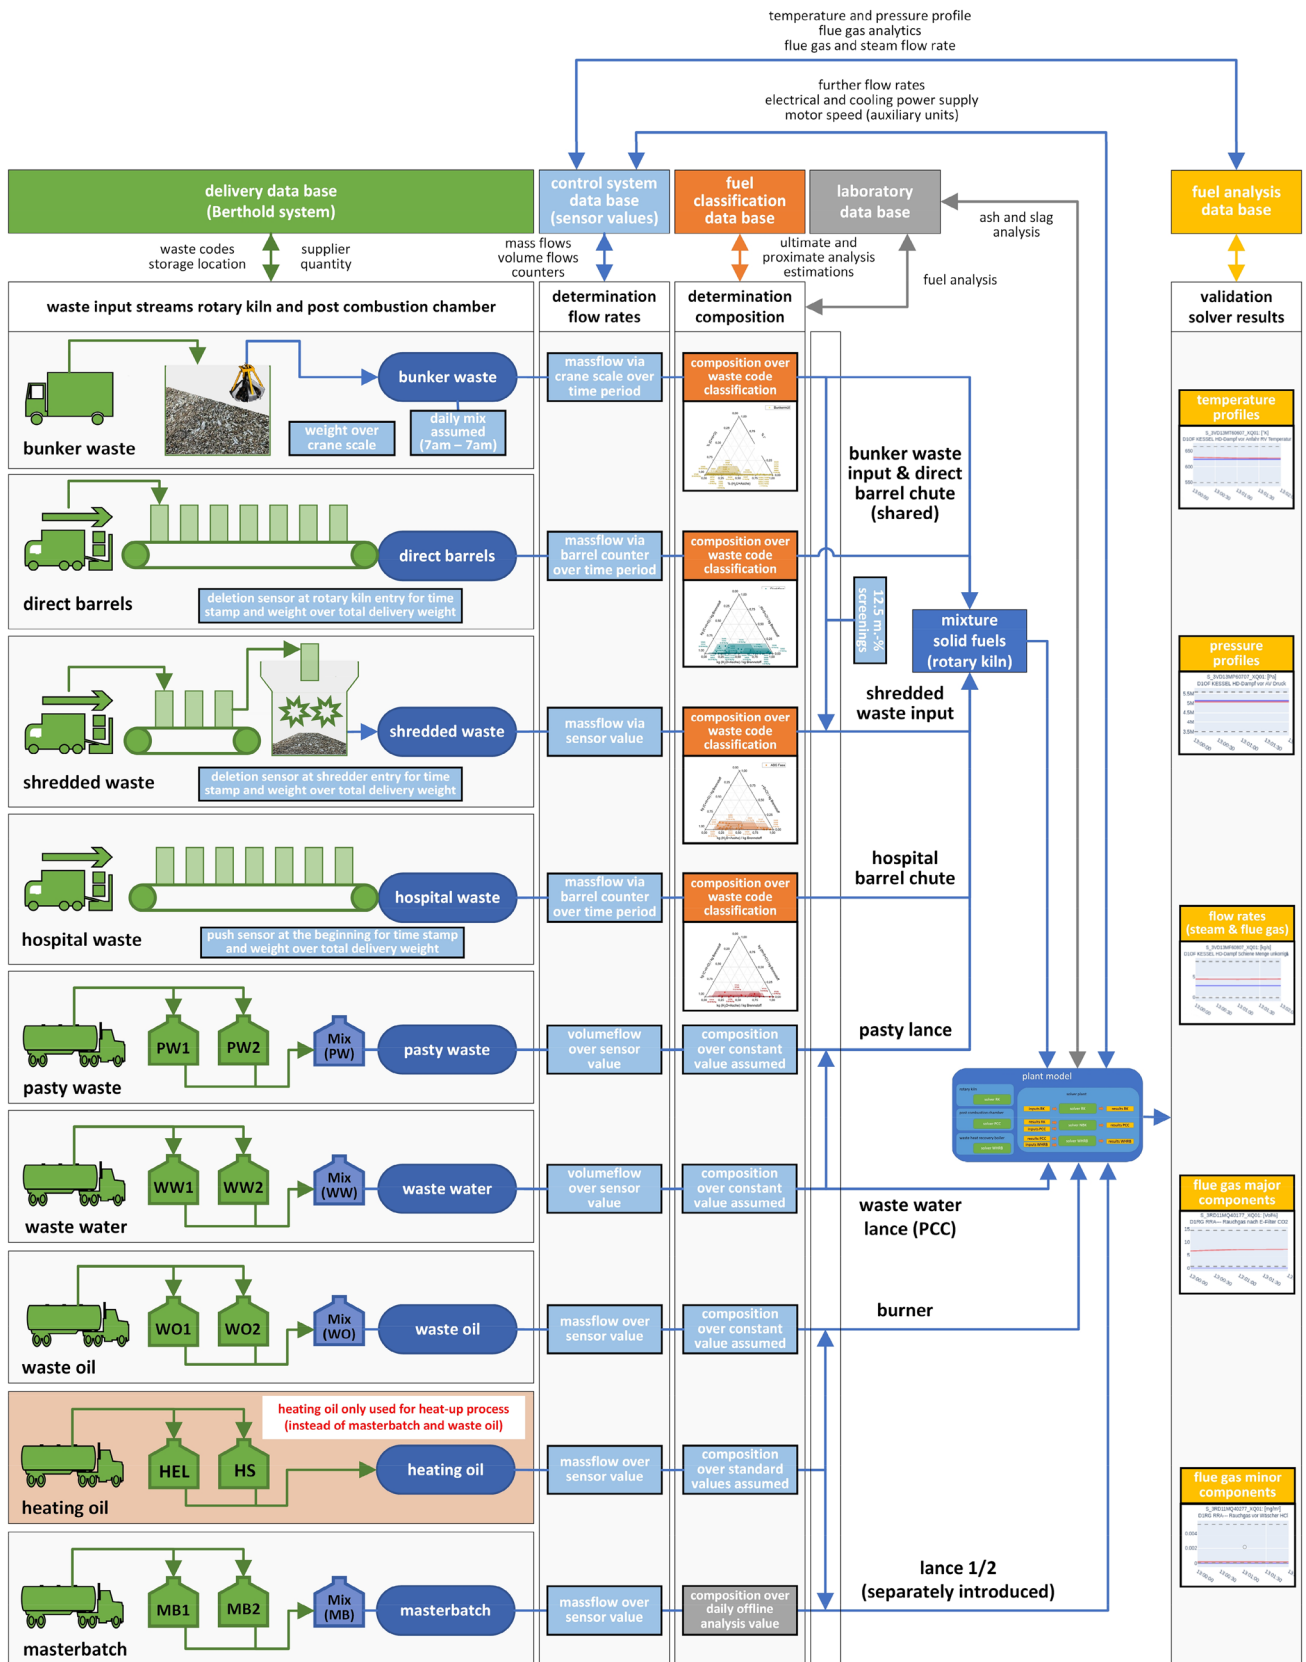 temperature and pressure profile
flue gas analytics
flue gas and steam flow rate
further flow rates
electrical and cooling power supply
motor speed (auxiliary units)
delivery data base
(Berthold system)
control system
data base
(sensor values)
fuel
classification
data base
laboratory
data base
fuel analysis
data base
waste codes
storage location
supplier
quantity
mass flows
volume flows
counters
ultimate and
proximate analysis
estimations
ash and slag
analysis
fuel analysis
waste input streams rotary kiln and post combustion chamber
determination
flow rates
determination
composition
validation
solver results
bunker waste
weight over
crane scale
bunker waste
daily mix
assumed
(7am – 7am)
massflow via
crane scale over
time period
composition over
waste code
classification
bunker waste
input & direct
barrel chute
(shared)
direct barrels
direct barrels
deletion sensor at rotary kiln entry for time
stamp and weight over total delivery weight
massflow via
barrel counter
over time period
composition over
waste code
classification
12.5 m.-%
screenings
mixture
solid fuels
(rotary kiln)
shredded waste
shredded waste
deletion sensor at shredder entry for time
stamp and weight over total delivery weight
massflow via
sensor value
composition over
waste code
classification
shredded
waste input
hospital waste
hospital waste
push sensor at the beginning for time stamp
and weight over total delivery weight
massflow via
barrel counter
over time period
composition over
waste code
classification
hospital
barrel chute
pasty waste
PW1
PW2
Mix
(PW)
pasty waste
volumeflow
over sensor
value
composition
over constant
value assumed
pasty lance
plant model
waste water
WW1
WW2
Mix
(WW)
waste water
volumeflow
over sensor
value
composition
over constant
value assumed
waste water
lance (PCC)
waste oil
WO1
WO2
Mix
(WO)
waste oil
massflow over
sensor value
composition
over constant
value assumed
burner
heating oil only used for heat-up process
(instead of masterbatch and waste oil)
heating oil
HEL
HS
heating oil
massflow over
sensor value
composition
over standard
values assumed
masterbatch
MB1
MB2
Mix
(MB)
masterbatch
massflow over
sensor value
composition over
daily offline
analysis value
lance 1/2
(separately introduced)
temperature
profiles
pressure
profiles
flow rates
(steam & flue gas)
flue gas major
components
flue gas minor
components